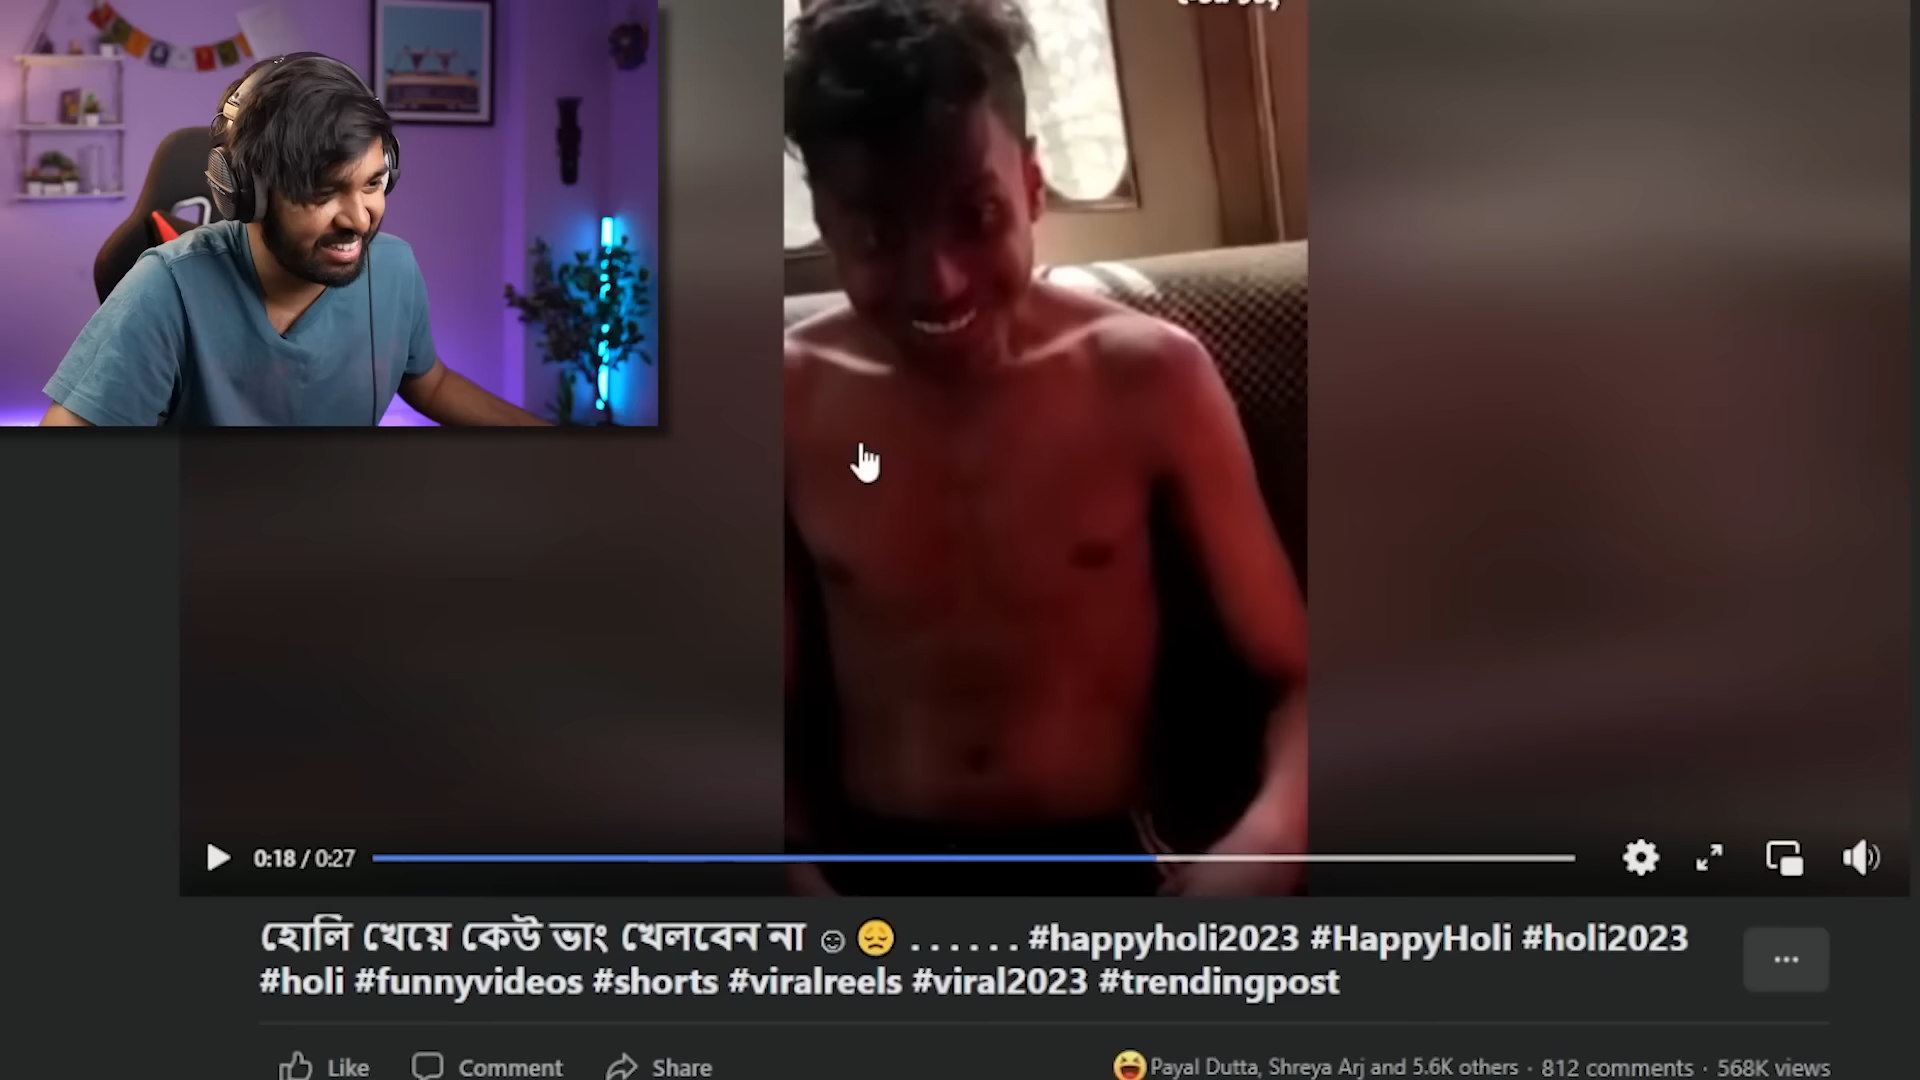 0:18 / 0:27
হোলি খেয়ে কেউ ভাং খেলবেন না ☺ 😔 . . . . . . #happyholi2023 #HappyHoli #holi2023
#holi #funnyvideos #shorts #viralreels #viral2023 #trendingpost
Like Comment Share Payal Dutta, Shreya Arj and 5.6K others · 812 comments · 568K views